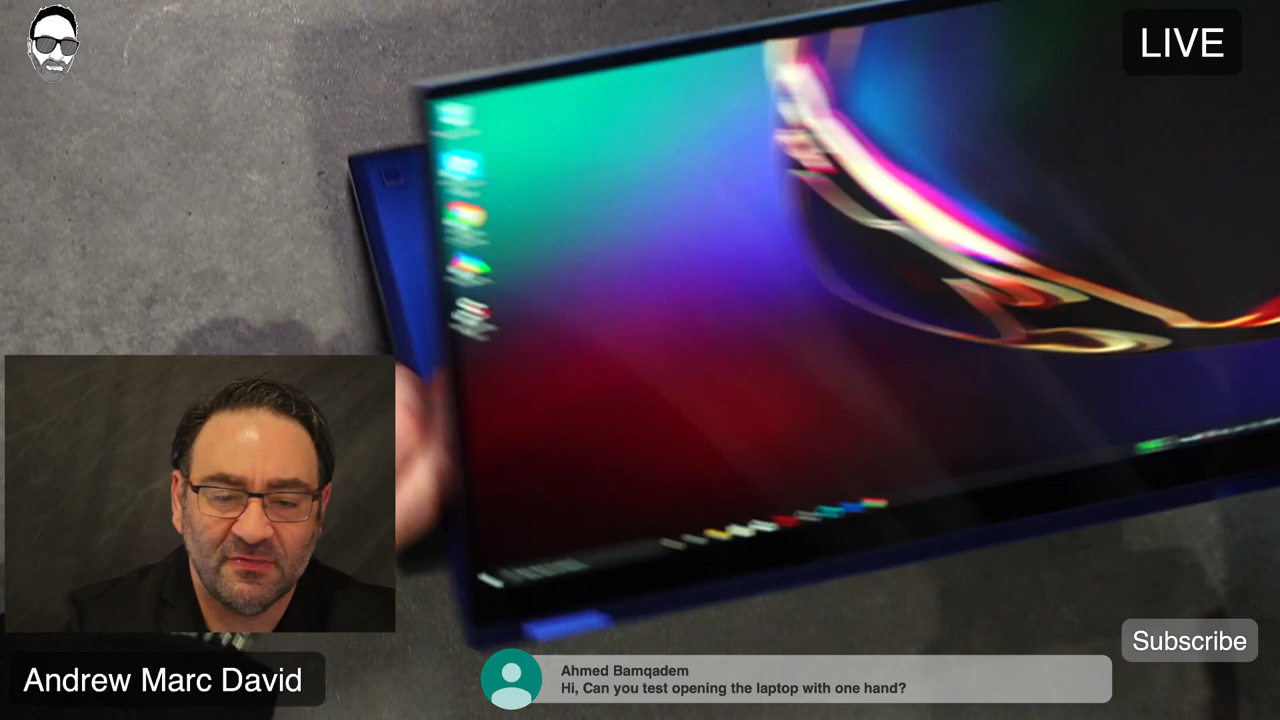 LIVE
Subscribe
Andrew Marc David
Ahmed Bamqadem
Hi, Can you test opening the laptop with one hand?